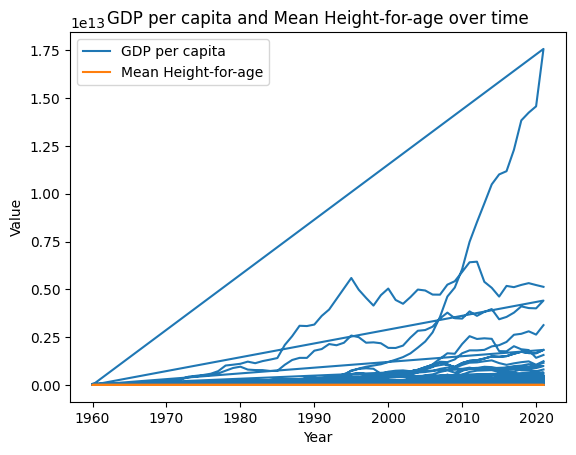 GDP per capita and Mean Height-for-age over time
1e13
GDP per capita
Mean Height-for-age
1.75
1.50
1.25
1.00
0.75
0.50
0.25
0.00
Value
1960 1970 1980 1990 2000 2010 2020
Year